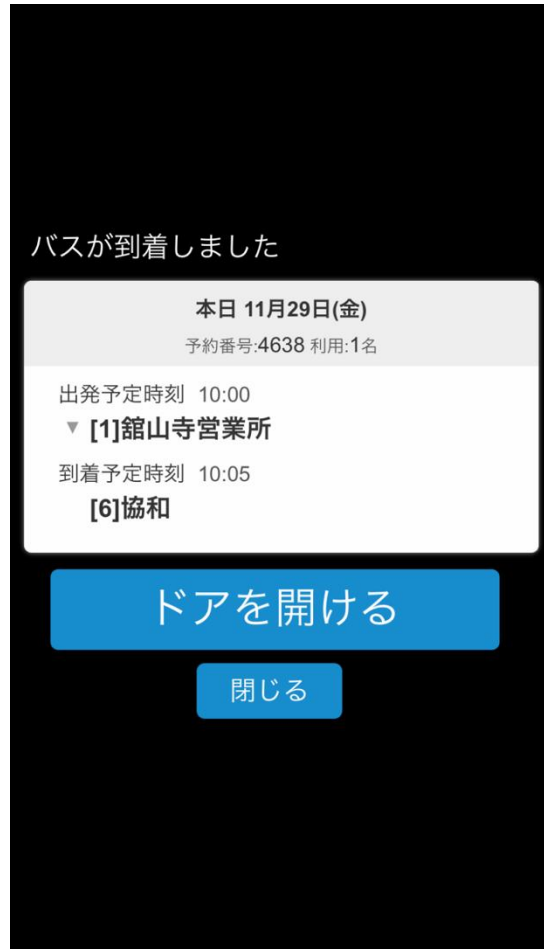 バスが到着しました
本日 11月29日(金)
予約番号:4638 利用:1名
出発予定時刻 10:00
▼ [1]舘山寺営業所
到着予定時刻 10:05
[6]協和
ドアを開ける
閉じる